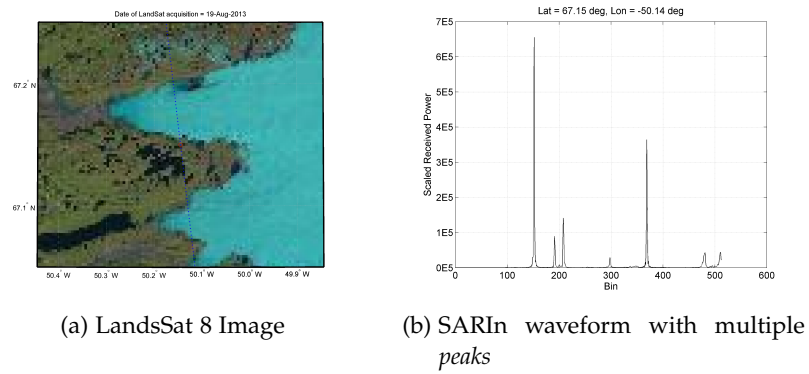 Date of LandSat acquisition = 19-Aug-2013
67.2° N
67.1° N
50.4° W
50.3° W
50.2° W
50.1° W
50.0° W
49.9° W
(a) LandsSat 8 Image
Lat = 67.15 deg, Lon = -50.14 deg
Scaled Received Power
7E5
6E5
5E5
4E5
3E5
2E5
1E5
0E5
0
100
200
300
400
500
600
Bin
(b) SARIn waveform with multiple
peaks